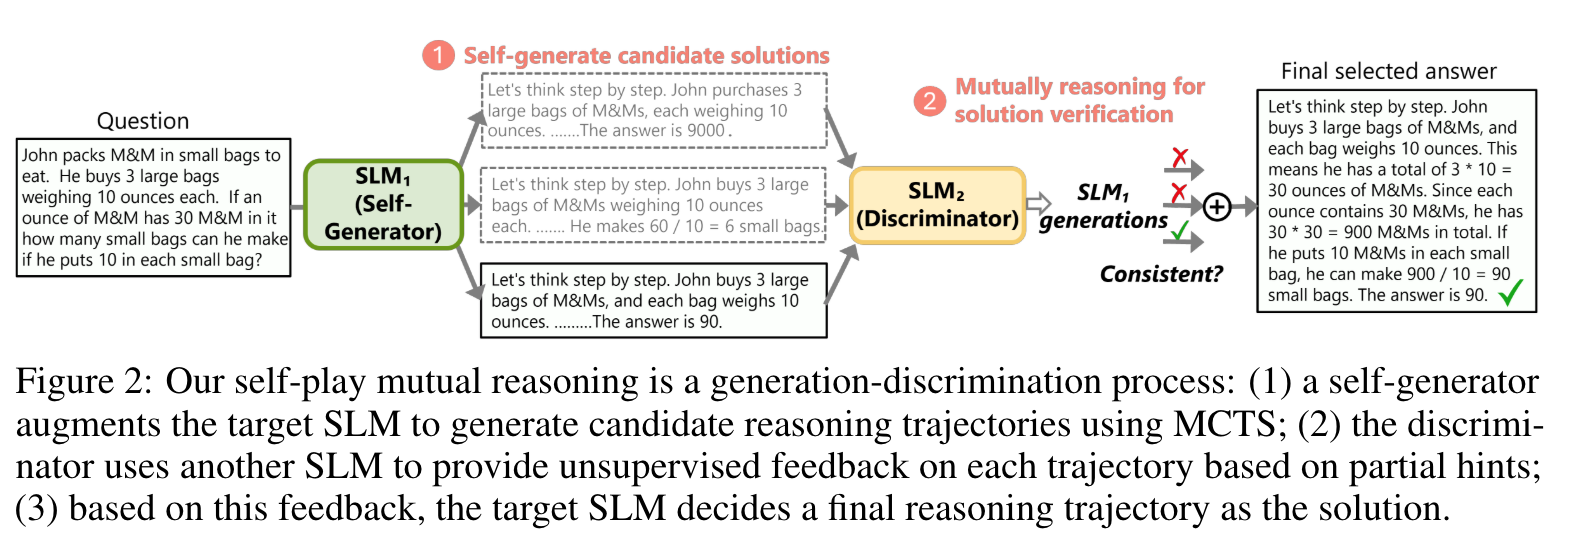 1 Self-generate candidate solutions
Question
John packs M&M in small bags to
eat.  He buys 3 large bags
weighing 10 ounces each.  If an
ounce of M&M has 30 M&M in it
how many small bags can he make
if he puts 10 in each small bag?
SLM₁
(Self-
Generator)
Let's think step by step. John purchases 3
large bags of M&Ms, each weighing 10
ounces. .......The answer is 9000.
Let's think step by step. John buys 3 large
bags of M&Ms weighing 10 ounces
each. ....... He makes 60 / 10 = 6 small bags.
Let's think step by step. John buys 3 large
bags of M&Ms, and each bag weighs 10
ounces. .........The answer is 90.
SLM₂
(Discriminator)
2 Mutually reasoning for
solution verification
SLM₁
generations
Consistent?
Final selected answer
Let's think step by step. John
buys 3 large bags of M&Ms, and
each bag weighs 10 ounces. This
means he has a total of 3 * 10 =
30 ounces of M&Ms. Since each
ounce contains 30 M&Ms, he has
30 * 30 = 900 M&Ms in total. If
he puts 10 M&Ms in each small
bag, he can make 900 / 10 = 90
small bags. The answer is 90.
Figure 2: Our self-play mutual reasoning is a generation-discrimination process: (1) a self-generator
augments the target SLM to generate candidate reasoning trajectories using MCTS; (2) the discrimi-
nator uses another SLM to provide unsupervised feedback on each trajectory based on partial hints;
(3) based on this feedback, the target SLM decides a final reasoning trajectory as the solution.